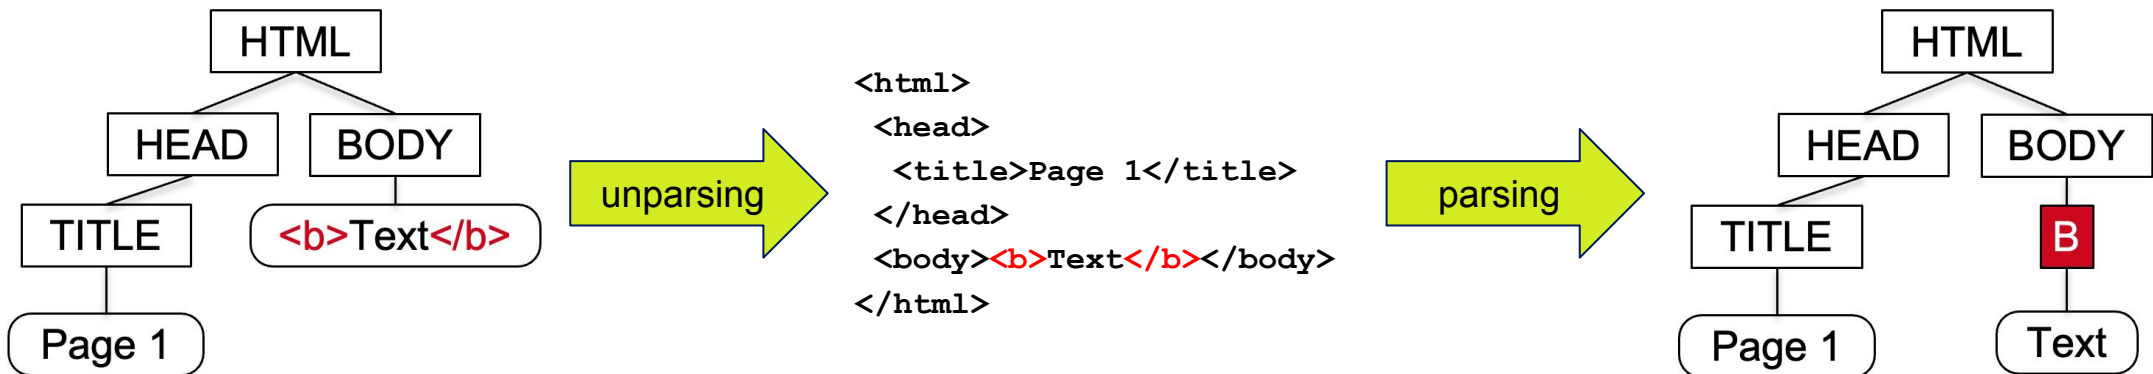 HTML
HEAD
BODY
TITLE
<b>Text</b>
Page 1
unparsing
<html>
<head>
<title>Page 1</title>
</head>
<body><b>Text</b></body>
</html>
parsing
HTML
HEAD
BODY
TITLE
B
Page 1
Text